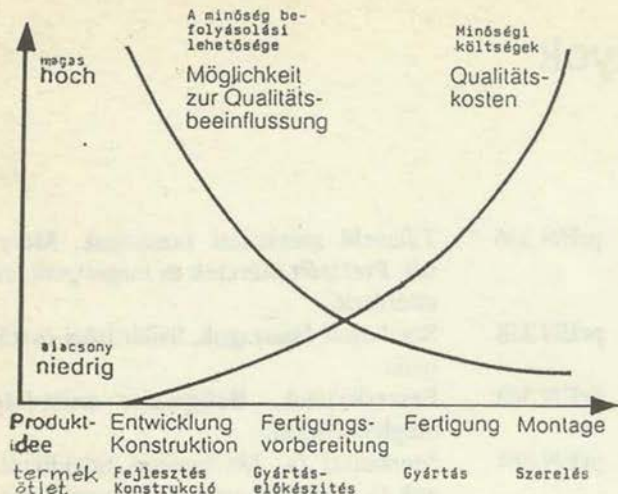 A minőség be-
folyásolási
lehetősége
Möglichkeit
zur Qualitäts-
beeinflussung
Minőségi
költségek
Qualitäts-
kosten
magas
hoch
alacsony
niedrig
Produkt-
idee
Entwicklung
Konstruktion
Fertigungs-
vorbereitung
Fertigung
Montage
termék
ötlet
Fejlesztés
Konstrukció
Gyártás-
előkészítés
Gyártás
Szerelés